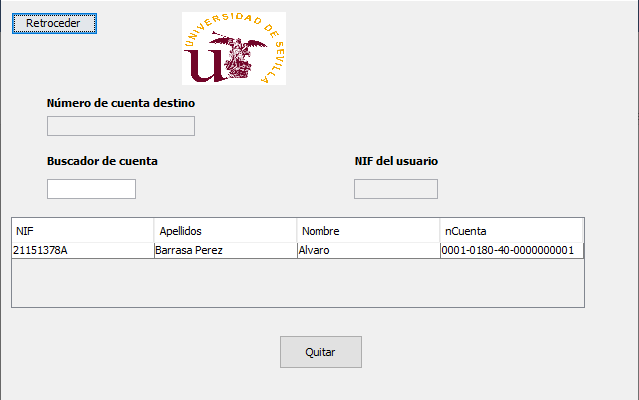 Retroceder
UNIVERSIDAD DE SEVILLA
Número de cuenta destino
Buscador de cuenta NIF del usuario
NIF Apellidos Nombre nCuenta
21151378A Barrasa Perez Alvaro 0001-0180-40-0000000001
Quitar